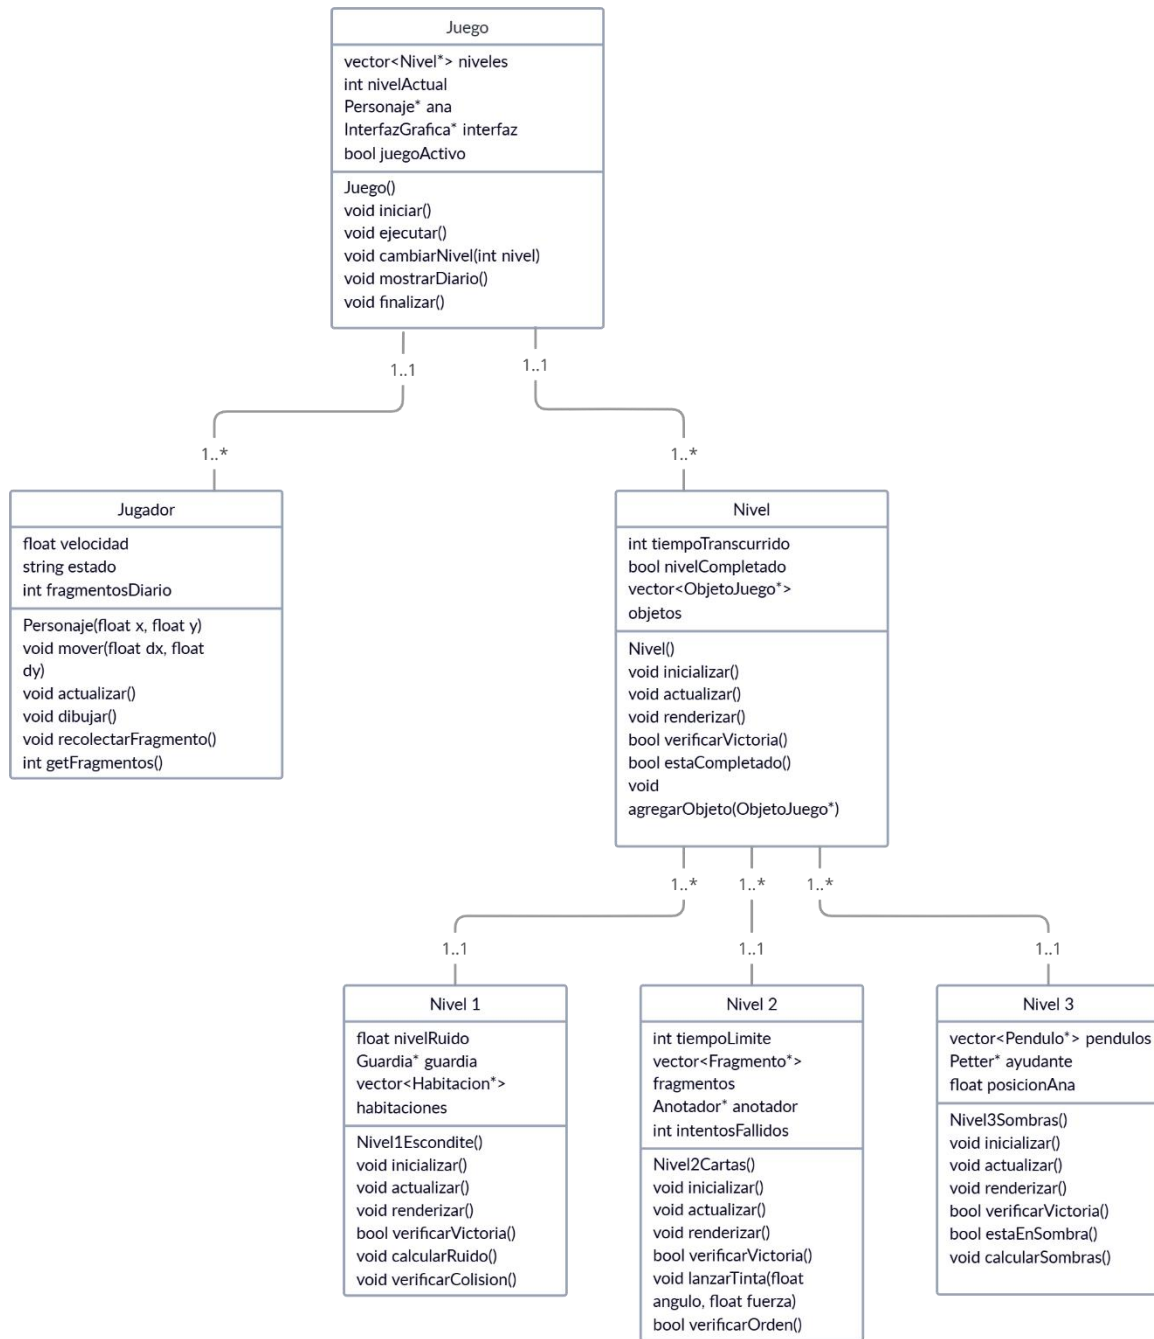 Juego
vector<Nivel*> niveles
int nivelActual
Personaje* ana
InterfazGrafica* interfaz
bool juegoActivo
Juego()
void iniciar()
void ejecutar()
void cambiarNivel(int nivel)
void mostrarDiario()
void finalizar()
1..1
1..1
1..*
1..*
Jugador
float velocidad
string estado
int fragmentosDiario
Personaje(float x, float y)
void mover(float dx, float
dy)
void actualizar()
void dibujar()
void recolectarFragmento()
int getFragmentos()
Nivel
int tiempoTranscurrido
bool nivelCompletado
vector<ObjetoJuego*>
objetos
Nivel()
void inicializar()
void actualizar()
void renderizar()
bool verificarVictoria()
bool estaCompletado()
void
agregarObjeto(ObjetoJuego*)
1..*
1..*
1..*
1..1
1..1
1..1
Nivel 1
float nivelRuido
Guardia* guardia
vector<Habitacion*>
habitaciones
Nivel1Escondite()
void inicializar()
void actualizar()
void renderizar()
bool verificarVictoria()
void calcularRuido()
void verificarColision()
Nivel 2
int tiempoLimite
vector<Fragmento*>
fragmentos
Anotador* anotador
int intentosFallidos
Nivel2Cartas()
void inicializar()
void actualizar()
void renderizar()
bool verificarVictoria()
void lanzarTinta(float
angulo, float fuerza)
bool verificarOrden()
Nivel 3
vector<Pendulo*> pendulos
Petter* ayudante
float posicionAna
Nivel3Sombras()
void inicializar()
void actualizar()
void renderizar()
bool verificarVictoria()
bool estaEnSombra()
void calcularSombras()